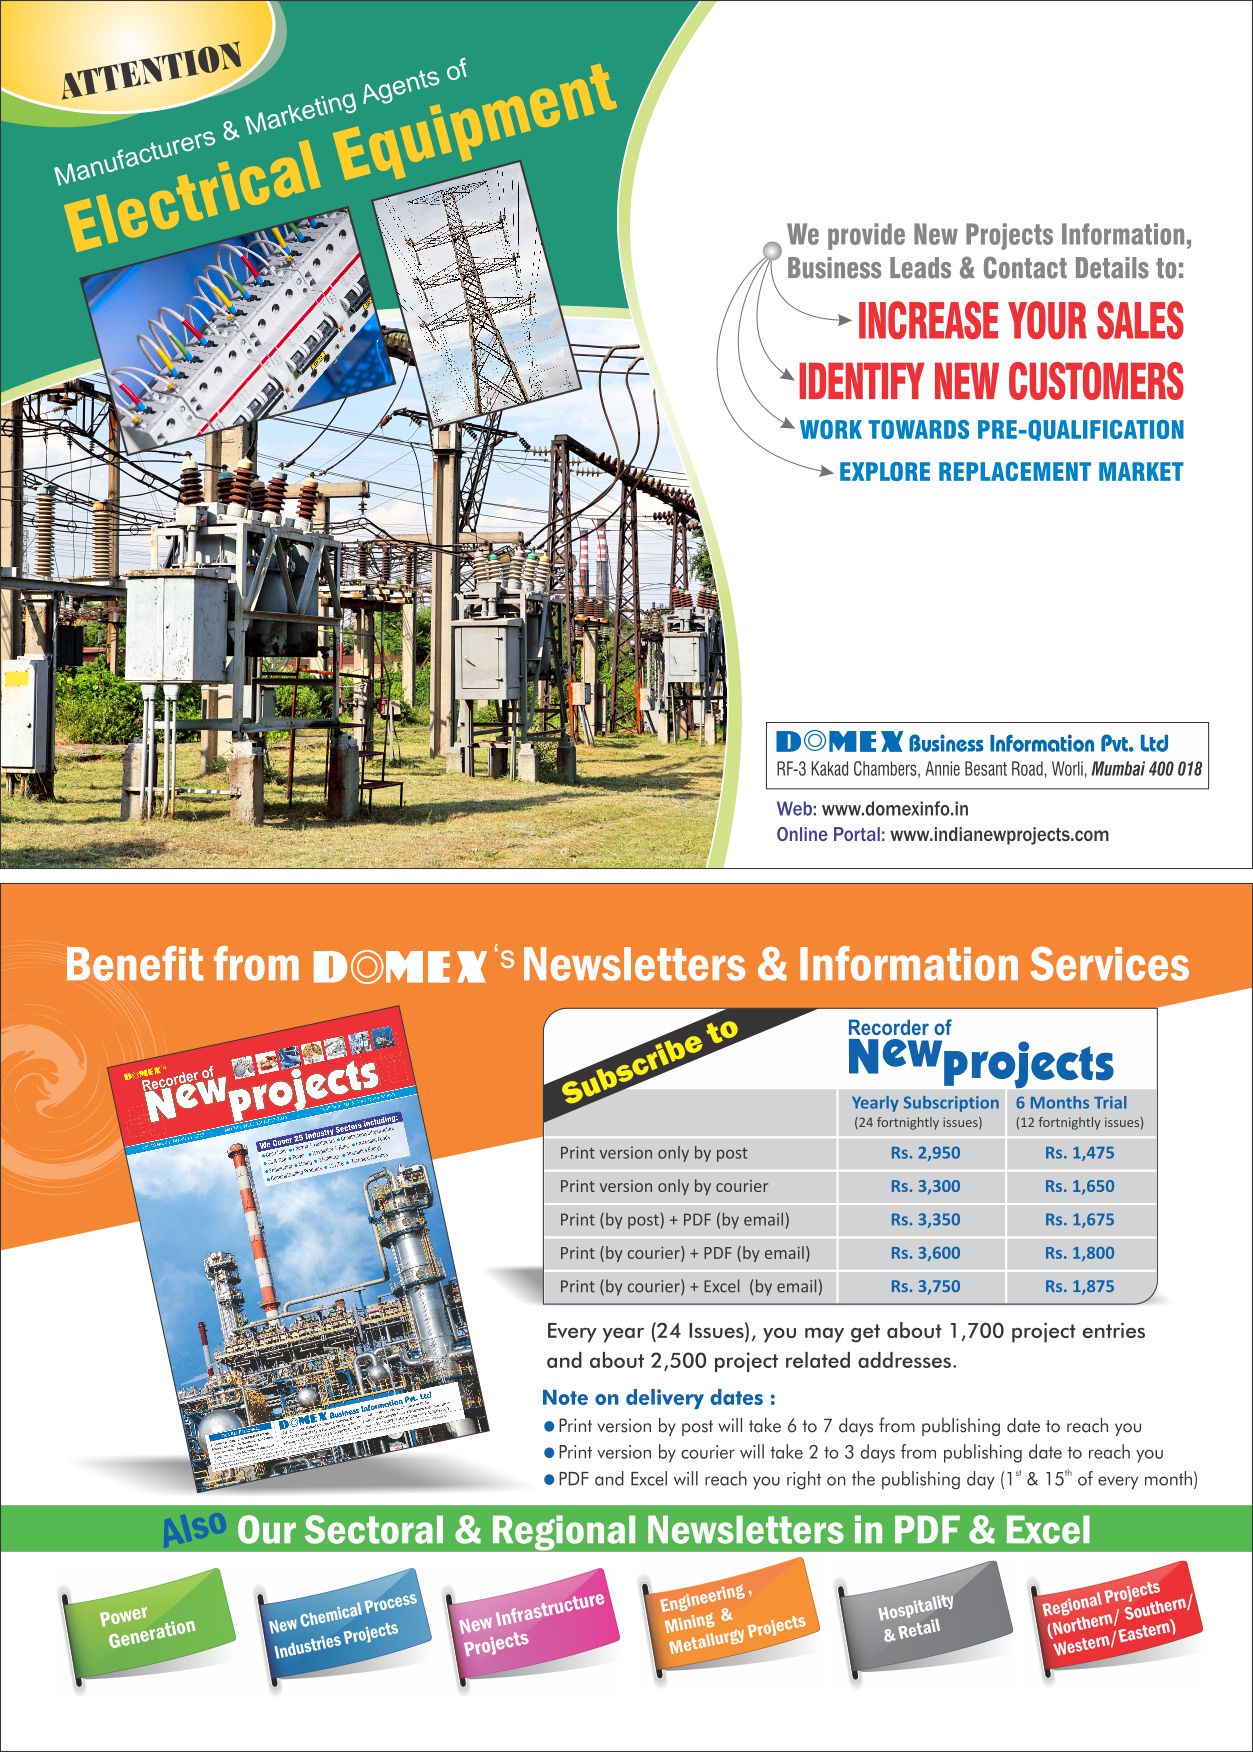 ATTENTION
Manufacturers & Marketing Agents of
Electrical Equipment
We provide New Projects Information,
Business Leads & Contact Details to:
INCREASE YOUR SALES
IDENTIFY NEW CUSTOMERS
WORK TOWARDS PRE-QUALIFICATION
EXPLORE REPLACEMENT MARKET
DOMEX Business Information Pvt. Ltd
RF-3 Kakad Chambers, Annie Besant Road, Worli, Mumbai 400 018
Web: www.domexinfo.in
Online Portal: www.indianewprojects.com
Benefit from DOMEX 's Newsletters & Information Services
DOMEX's
Recorder of
New projects
We Cover 25 Industry Sectors including:
DOMEX Business Information Pvt. Ltd
Subscribe to
Recorder of
New projects
Yearly Subscription 6 Months Trial
(24 fortnightly issues) (12 fortnightly issues)
Print version only by post Rs. 2,950 Rs. 1,475
Print version only by courier Rs. 3,300 Rs. 1,650
Print (by post) + PDF (by email) Rs. 3,350 Rs. 1,675
Print (by courier) + PDF (by email) Rs. 3,600 Rs. 1,800
Print (by courier) + Excel (by email) Rs. 3,750 Rs. 1,875
Every year (24 Issues), you may get about 1,700 project entries
and about 2,500 project related addresses.
Note on delivery dates :
● Print version by post will take 6 to 7 days from publishing date to reach you
● Print version by courier will take 2 to 3 days from publishing date to reach you
● PDF and Excel will reach you right on the publishing day (1st & 15th of every month)
Also Our Sectoral & Regional Newsletters in PDF & Excel
Power
Generation
New Chemical Process
Industries Projects
New Infrastructure
Projects
Engineering ,
Mining &
Metallurgy Projects
Hospitality
& Retail
Regional Projects
(Northern/ Southern/
Western/Eastern)